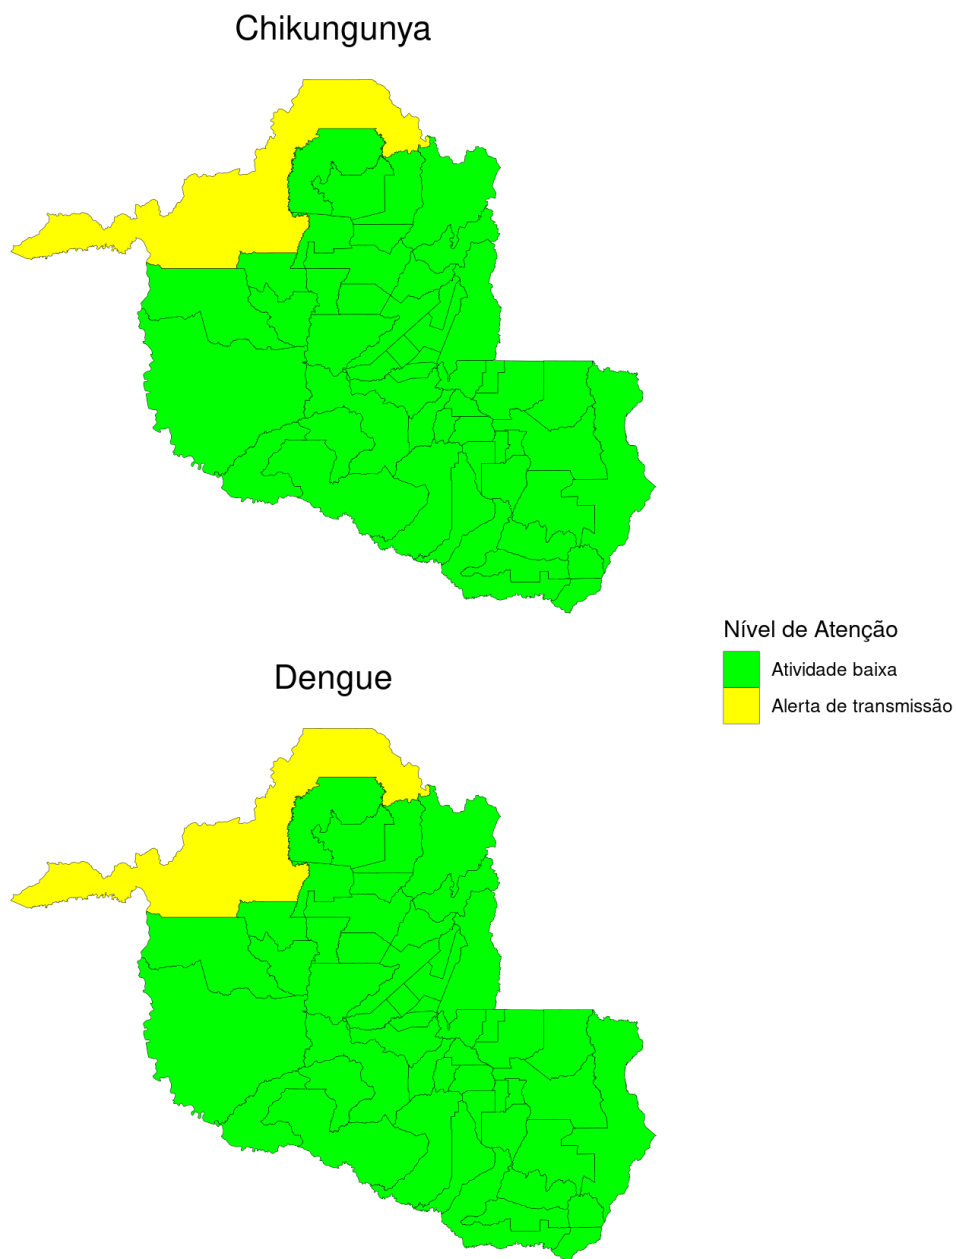 Chikungunya
Nível de Atenção
Atividade baixa
Alerta de transmissão
Dengue